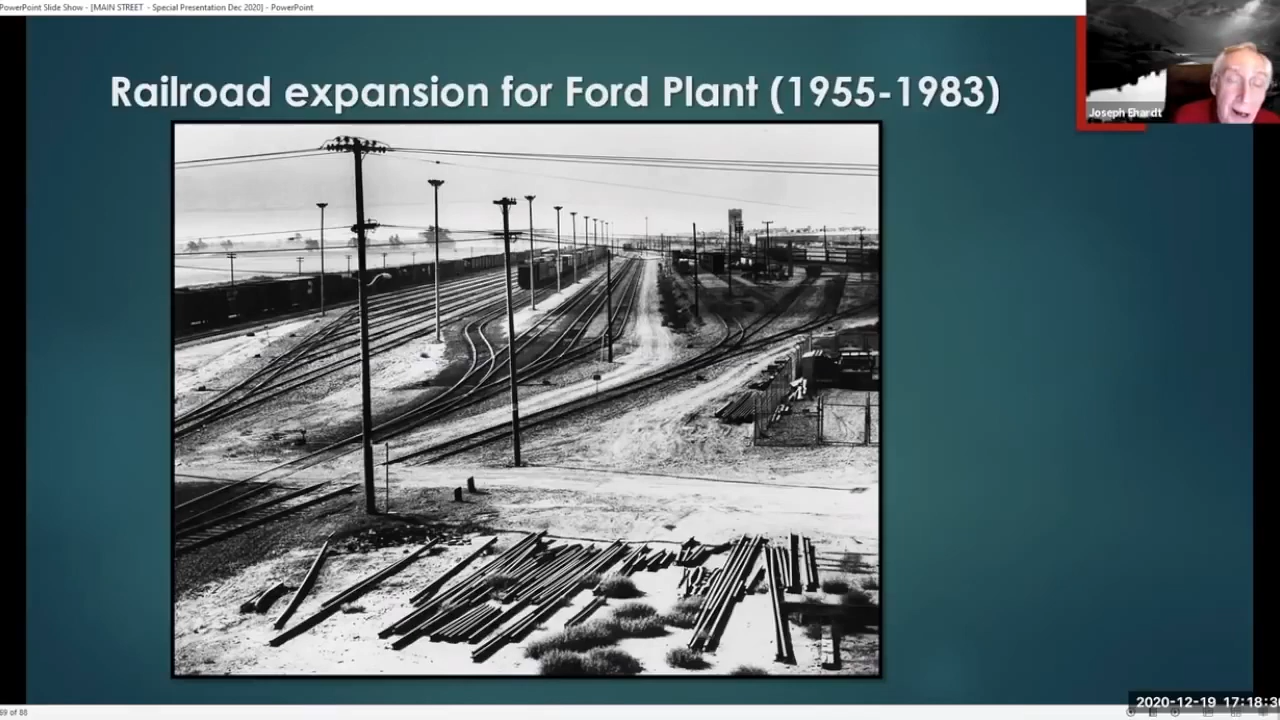 PowerPoint Slide Show - [MAIN STREET - Special Presentation Dec 2020] - PowerPoint
Railroad expansion for Ford Plant (1955-1983)
Joseph Ehardt
2020-12-19 17:18:3
69 of 88